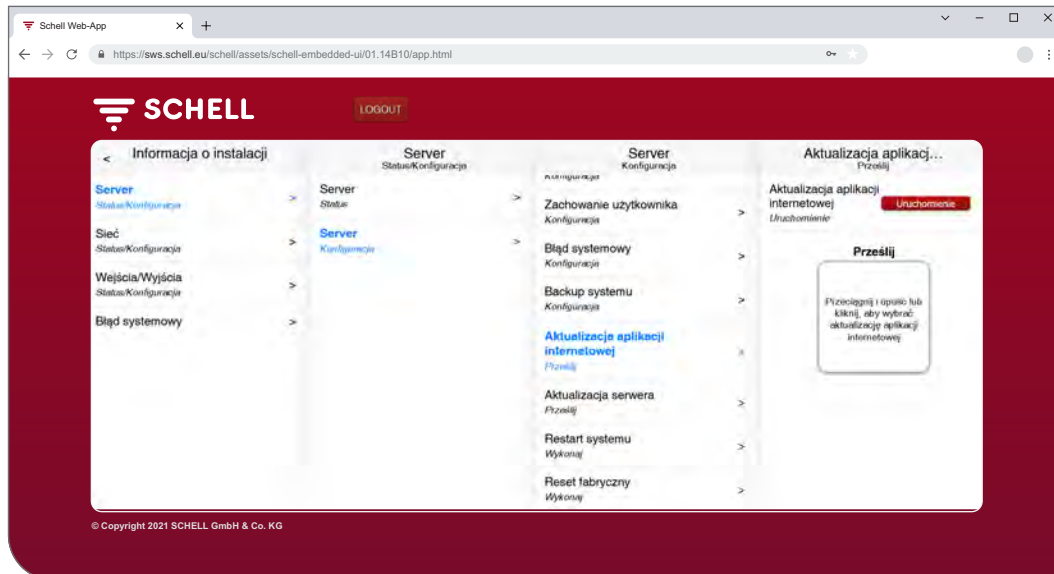 Schell Web-App
https://sws.schell.eu/schell/assets/schell-embedded-ui/01.14B10/app.html
SCHELL
LOGOUT
< Informacja o instalacji
Server >
Status/Konfiguracja
Sieć >
Status/Konfiguracja
Wejścia/Wyjścia >
Status/Konfiguracja
Błąd systemowy >
Server
Status/Konfiguracja
Server >
Status
Server >
Konfiguracja
Server
Konfiguracja
Konfiguracja
Zachowanie użytkownika >
Konfiguracja
Błąd systemowy >
Konfiguracja
Backup systemu >
Konfiguracja
Aktualizacja aplikacji
internetowej >
Prześlij
Aktualizacja serwera >
Prześlij
Restart systemu >
Wykonaj
Reset fabryczny >
Wykonaj
Aktualizacja aplikacj...
Prześlij
Aktualizacja aplikacji
internetowej Uruchomienie
Uruchomienie
Prześlij
Przeciągnij i opuść lub
kliknij, aby wybrać
aktualizację aplikacji
internetowej
© Copyright 2021 SCHELL GmbH & Co. KG